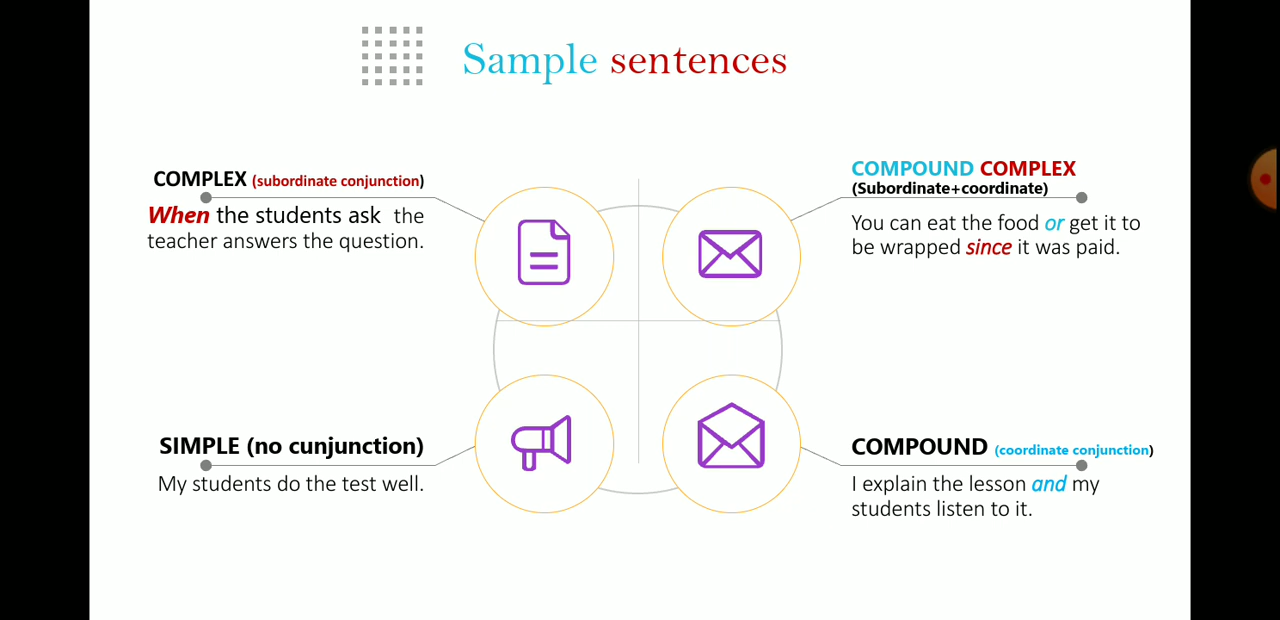 Sample sentences
COMPLEX (subordinate conjunction)
When the students ask the
teacher answers the question.
COMPOUND COMPLEX
(Subordinate+coordinate)
You can eat the food or get it to
be wrapped since it was paid.
SIMPLE (no cunjunction)
My students do the test well.
COMPOUND (coordinate conjunction)
I explain the lesson and my
students listen to it.